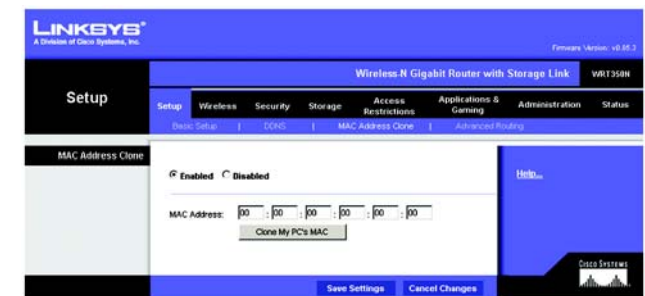 LINKSYS®
A Division of Cisco Systems, Inc.
Firmware Version: v0.85.2
Wireless-N Gigabit Router with Storage Link WRT350N
Setup
Setup Wireless Security Storage Access Restrictions Applications & Gaming Administration Status
Basic Setup | DDNS | MAC Address Clone | Advanced Routing
MAC Address Clone
Enabled Disabled
Help...
MAC Address: 00 : 00 : 00 : 00 : 00 : 00
Clone My PC's MAC
CISCO SYSTEMS
Save Settings Cancel Changes